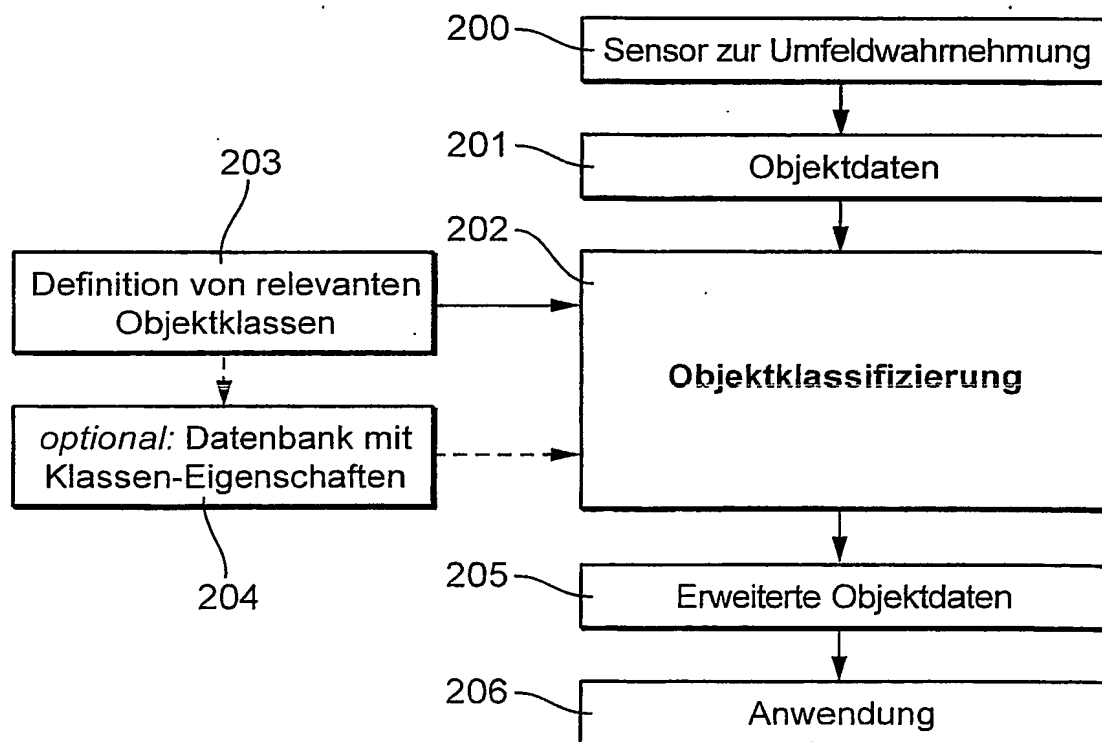 200
Sensor zur Umfeldwahrnehmung
201
Objektdaten
203
202
Definition von relevanten
Objektklassen
Objektklassifizierung
optional: Datenbank mit
Klassen-Eigenschaften
204
205
Erweiterte Objektdaten
206
Anwendung